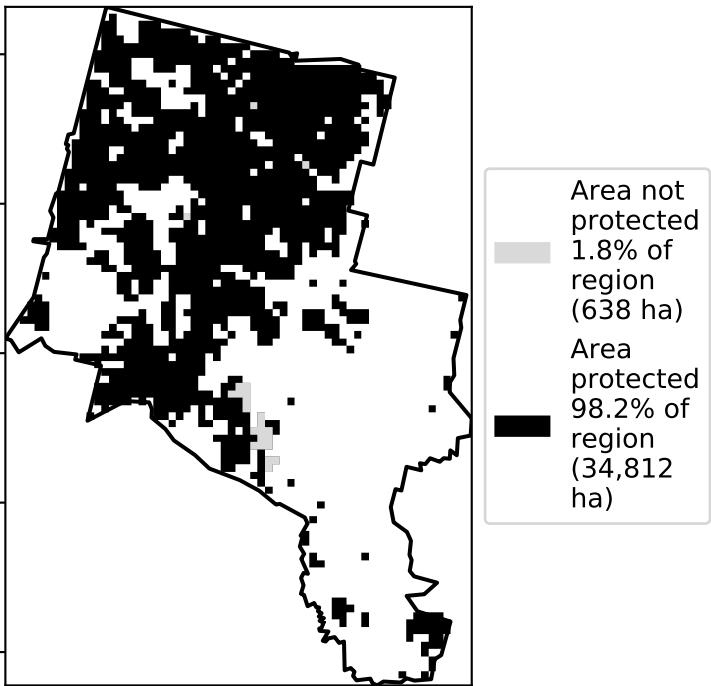 Area not
protected
1.8% of
region
(638 ha)
Area
protected
98.2% of
region
(34,812
ha)